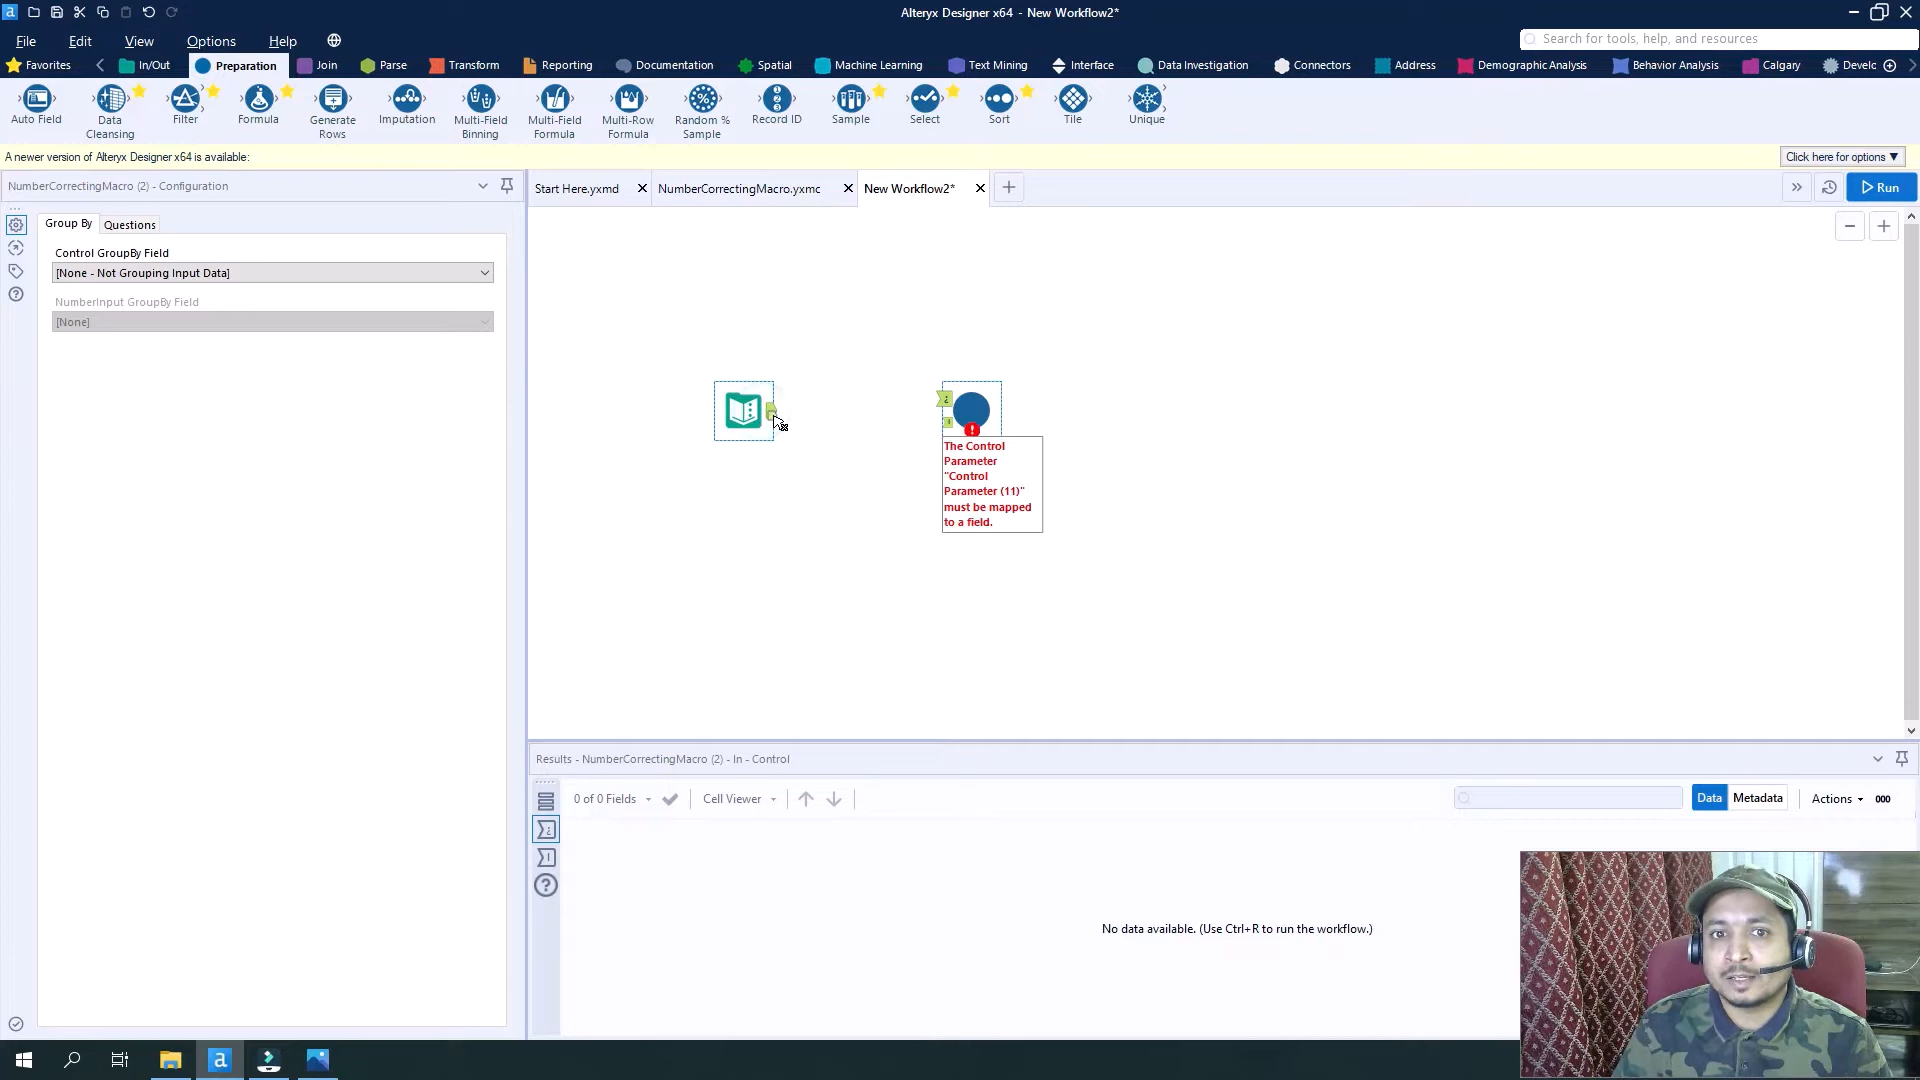 Alteryx Designer x64 - New Workflow2*
File Edit View Options Help
Search for tools, help, and resources
Favorites In/Out Preparation Join Parse Transform Reporting Documentation Spatial Machine Learning Text Mining Interface Data Investigation Connectors Address Demographic Analysis Behavior Analysis Calgary Develc
Auto Field
Data Cleansing
Filter
Formula
Generate Rows
Imputation
Multi-Field Binning
Multi-Field Formula
Multi-Row Formula
Random % Sample
Record ID
Sample
Select
Sort
Tile
Unique
A newer version of Alteryx Designer x64 is available:
Click here for options ▼
NumberCorrectingMacro (2) - Configuration
Start Here.yxmd
NumberCorrectingMacro.yxmc
New Workflow2*
Run
Group By Questions
Control GroupBy Field
[None - Not Grouping Input Data]
NumberInput GroupBy Field
[None]
The Control
Parameter
"Control
Parameter (11)"
must be mapped
to a field.
Results - NumberCorrectingMacro (2) - In - Control
0 of 0 Fields
Cell Viewer
Data Metadata
Actions
000
No data available. (Use Ctrl+R to run the workflow.)